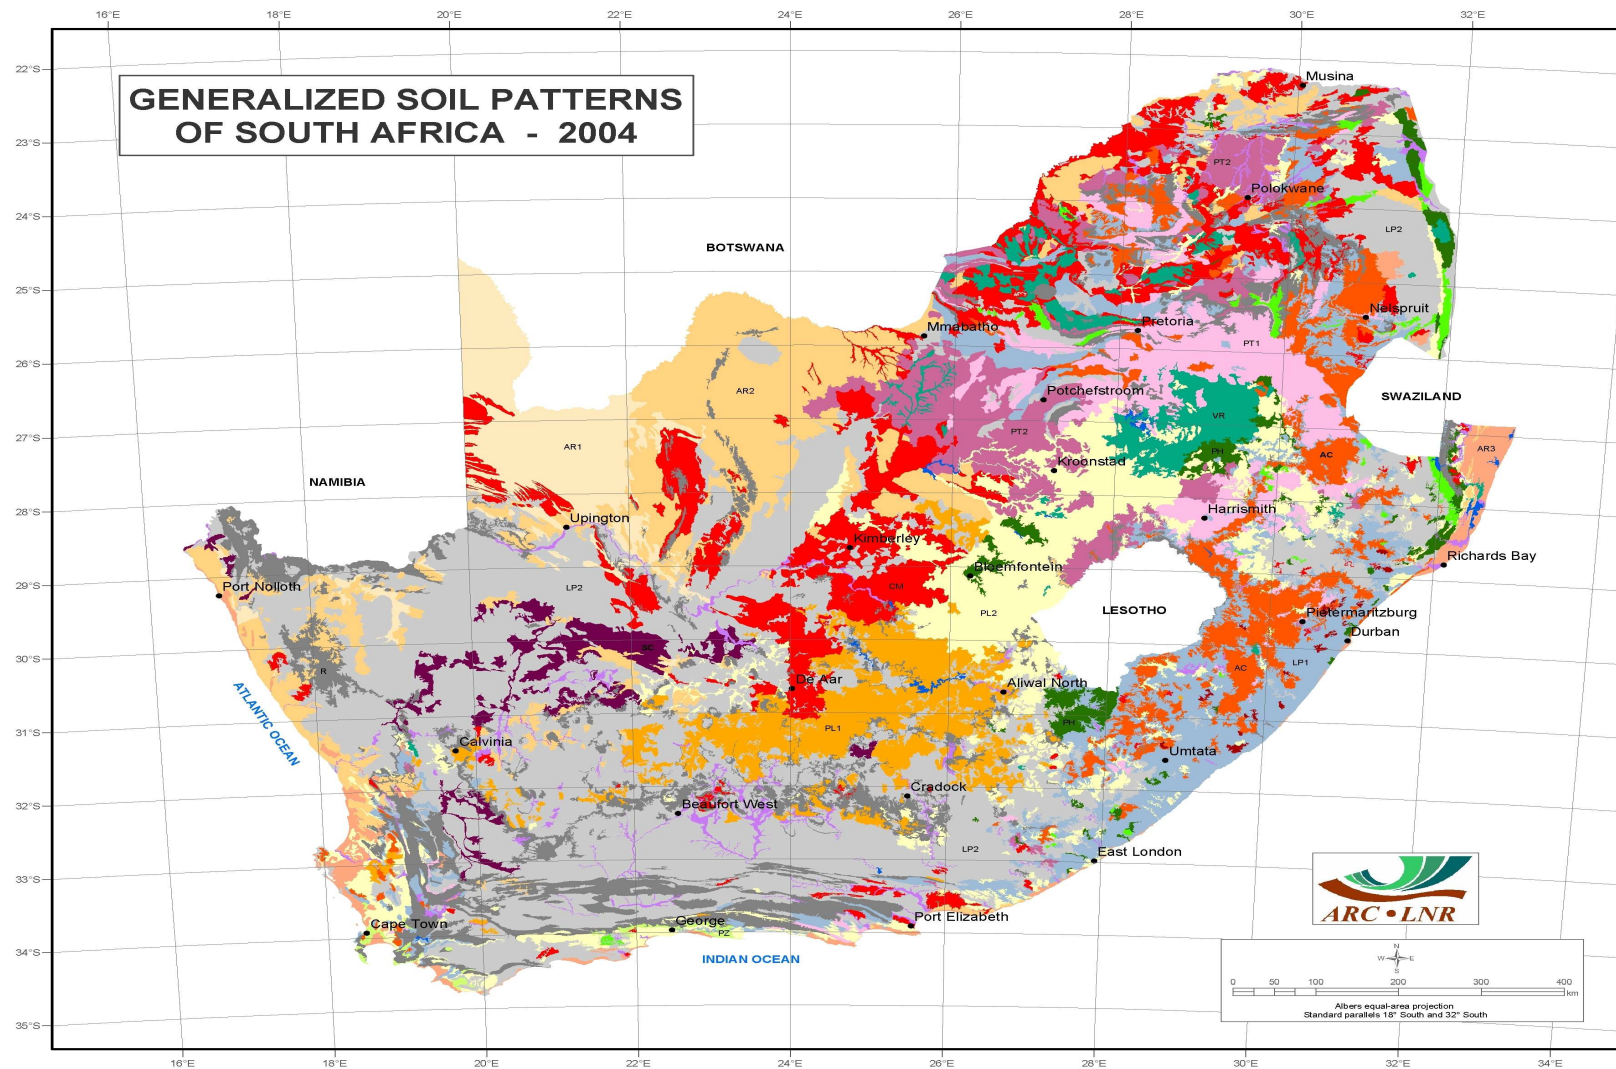 16°E 18°E 20°E 22°E 24°E 26°E 28°E 30°E 32°E
22°S
GENERALIZED SOIL PATTERNS
OF SOUTH AFRICA - 2004
Musina
23°S
PT2
Polokwane
24°S
LP2
BOTSWANA
25°S
Nelspruit
Mmabatho
Pretoria
PT1
26°S
AR2
Potchefstroom
SWAZILAND
VR
PT2
27°S
AR1
PH
AC
AR3
Kroonstad
NAMIBIA
28°S
Upington
Harrismith
Kimberley
Richards Bay
Bloemfontein
29°S
Port Nolloth
LP2
CM
PL2
LESOTHO
Pietermaritzburg
Durban
30°S
SC
R
AC
LP1
De Aar
Aliwal North
ATLANTIC OCEAN
31°S
PL1
PH
Calvinia
Umtata
32°S
Cradock
Beaufort West
LP2
East London
33°S
Port Elizabeth
George
Cape Town
PZ
ARC • LNR
34°S
INDIAN OCEAN
N
W E
S
0 50 100 200 300 400
km
Albers equal-area projection
Standard parallels 18° South and 32° South
35°S
16°E 18°E 20°E 22°E 24°E 26°E 28°E 30°E 32°E 34°E